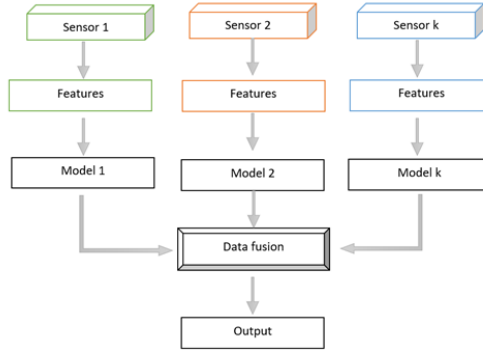 Sensor 1
Sensor 2
Sensor k
Features
Features
Features
Model 1
Model 2
Model k
Data fusion
Output